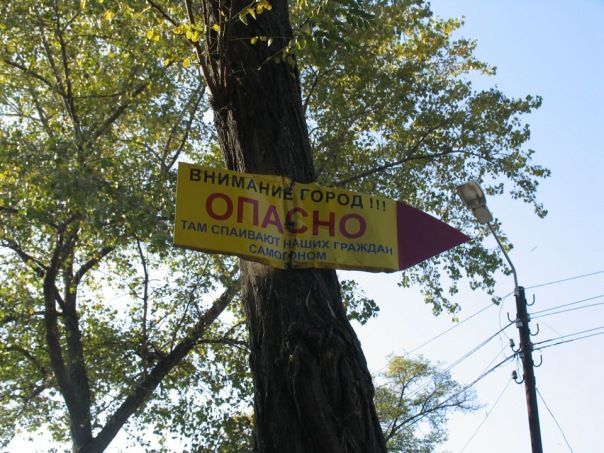 ВНИМАНИЕ ГОРОД !!!
ОПАСНО
ТАМ СПАИВАЮТ НАШИХ ГРАЖДАН
САМОГОНОМ